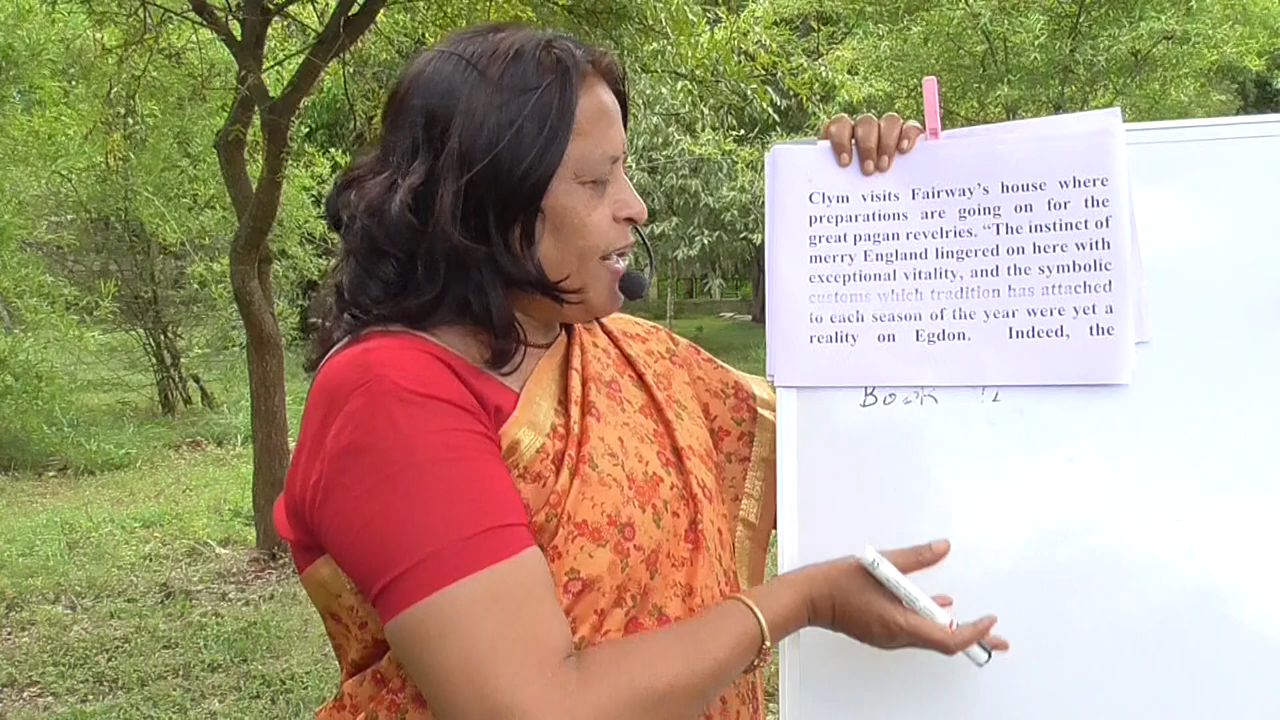 Clym visits Fairway's house where
preparations are going on for the
great pagan revelries. “The instinct of
merry England lingered on here with
exceptional vitality, and the symbolic
customs which tradition has attached
to each season of the year were yet a
reality on Egdon. Indeed, the
Book